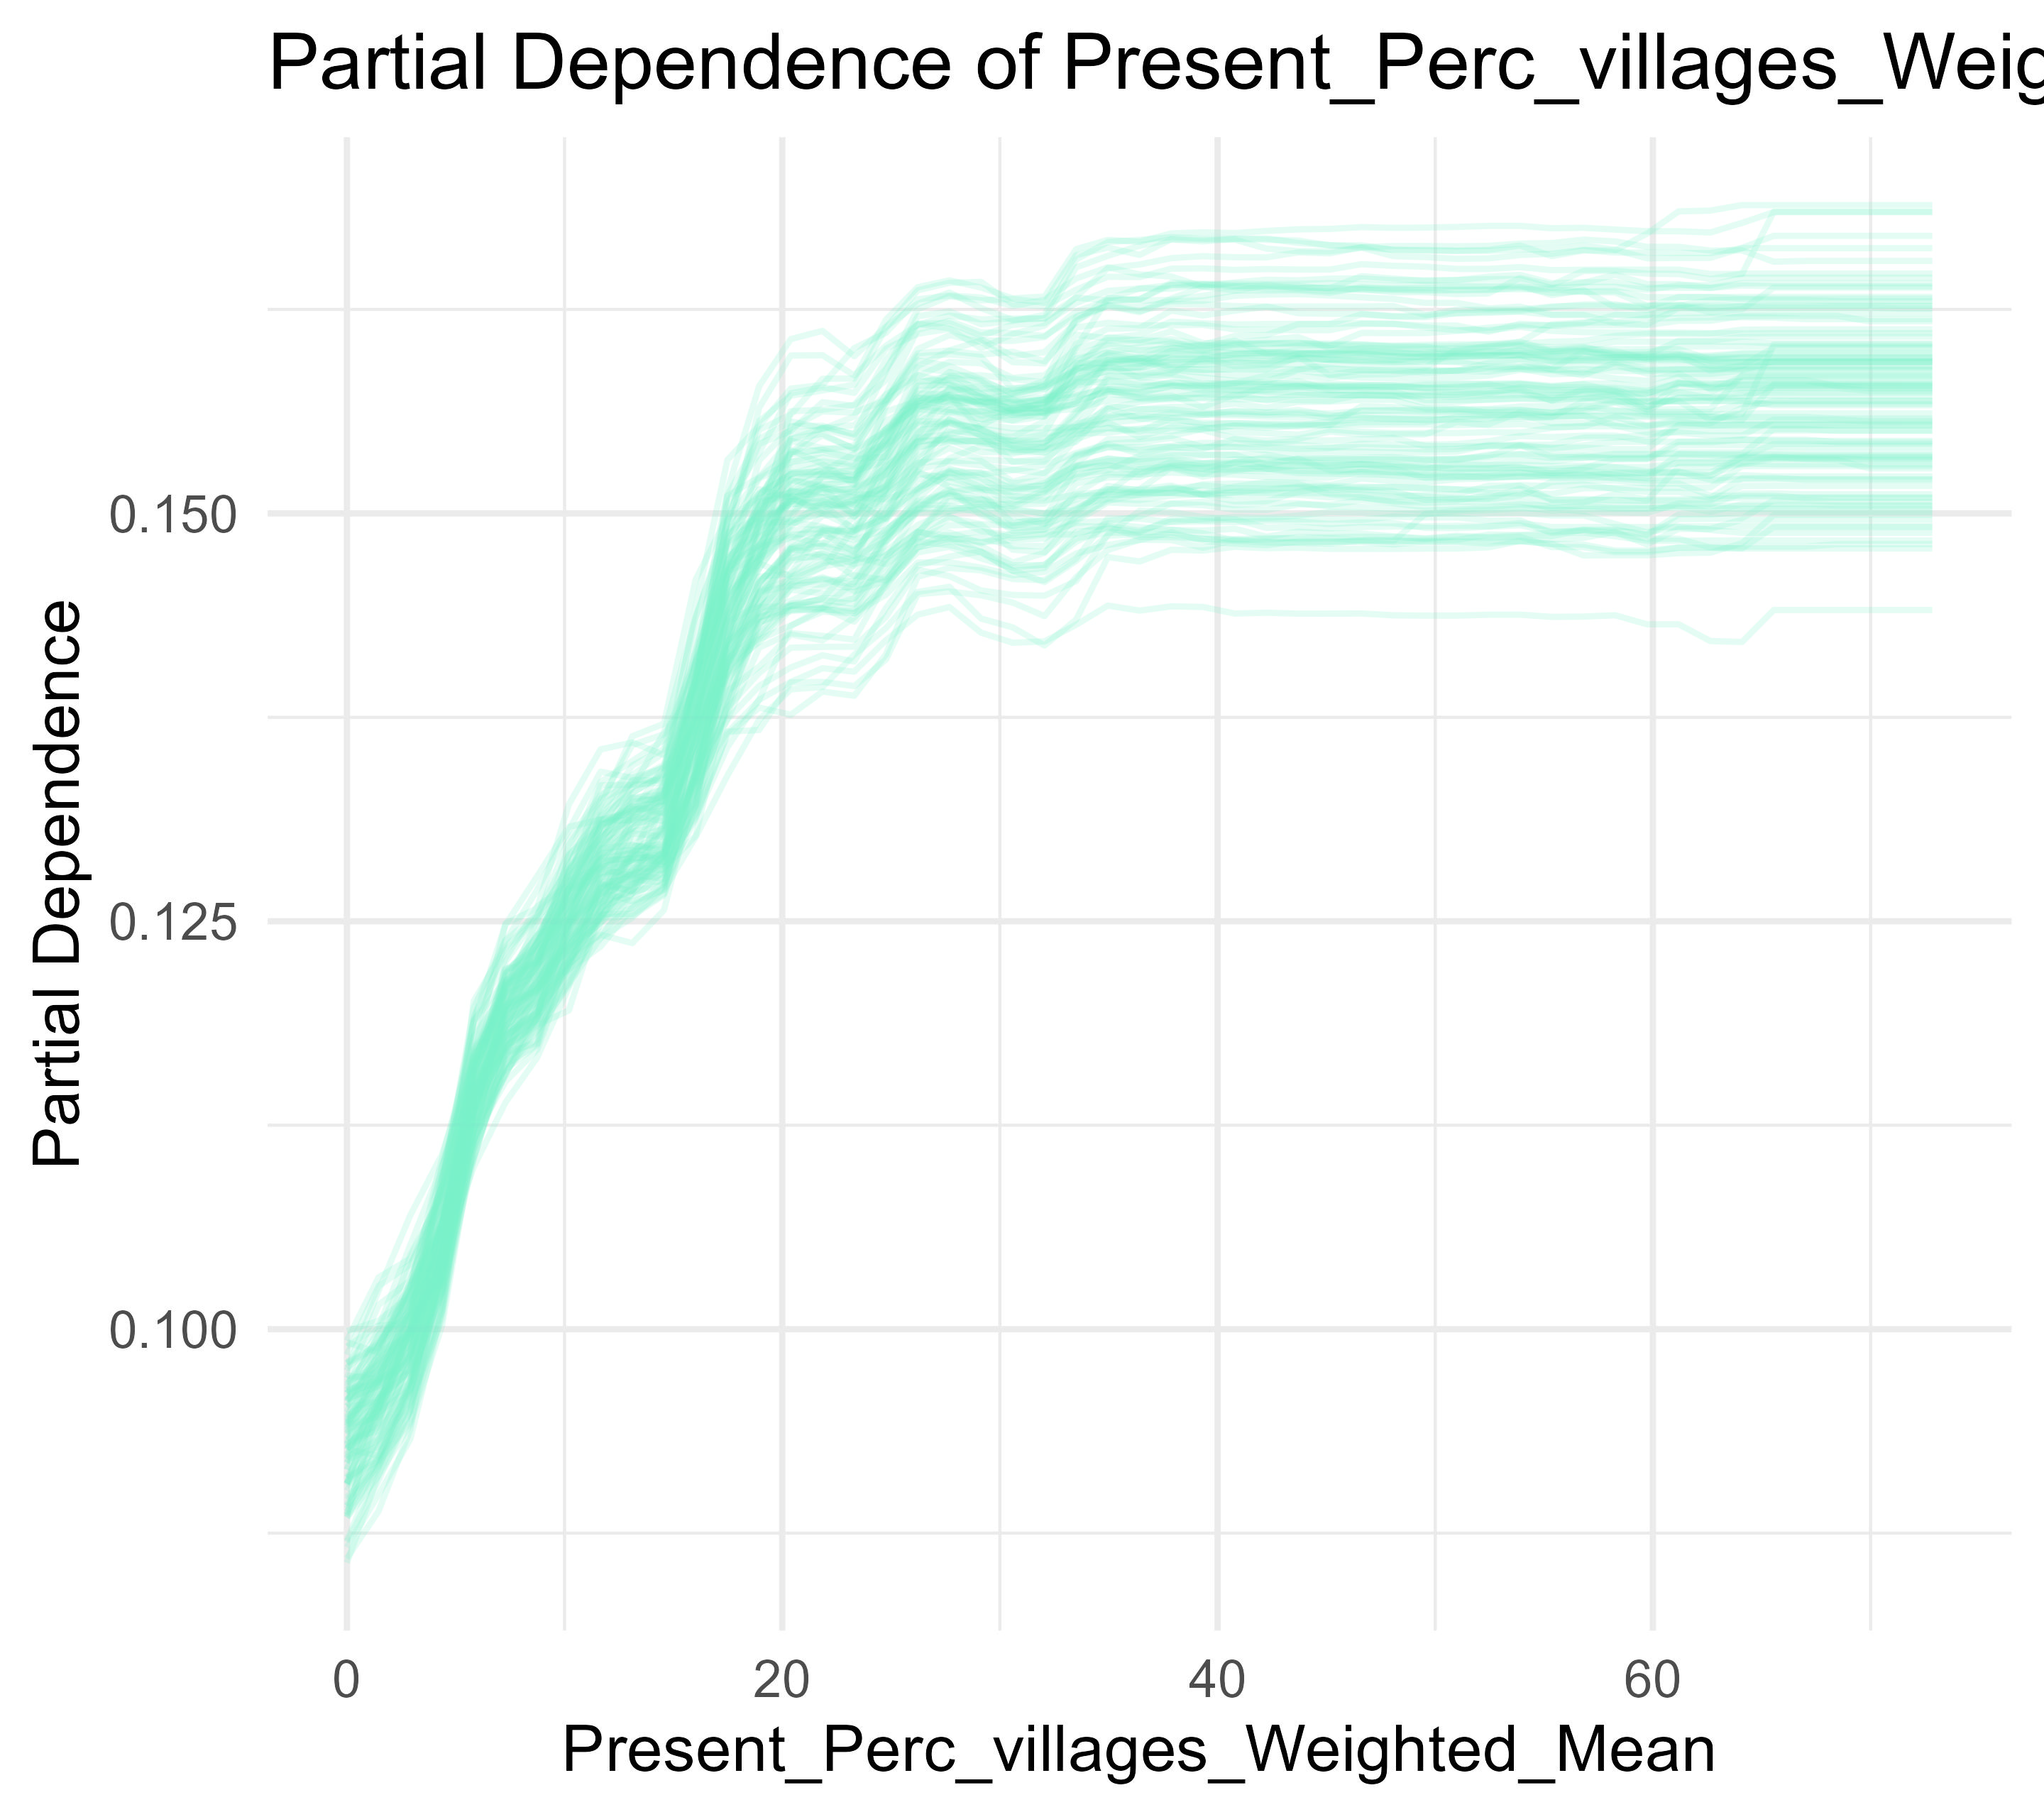 Partial Dependence of Present_Perc_villages_Weig
Partial Dependence
0.150
0.125
0.100
0
20
40
60
Present_Perc_villages_Weighted_Mean